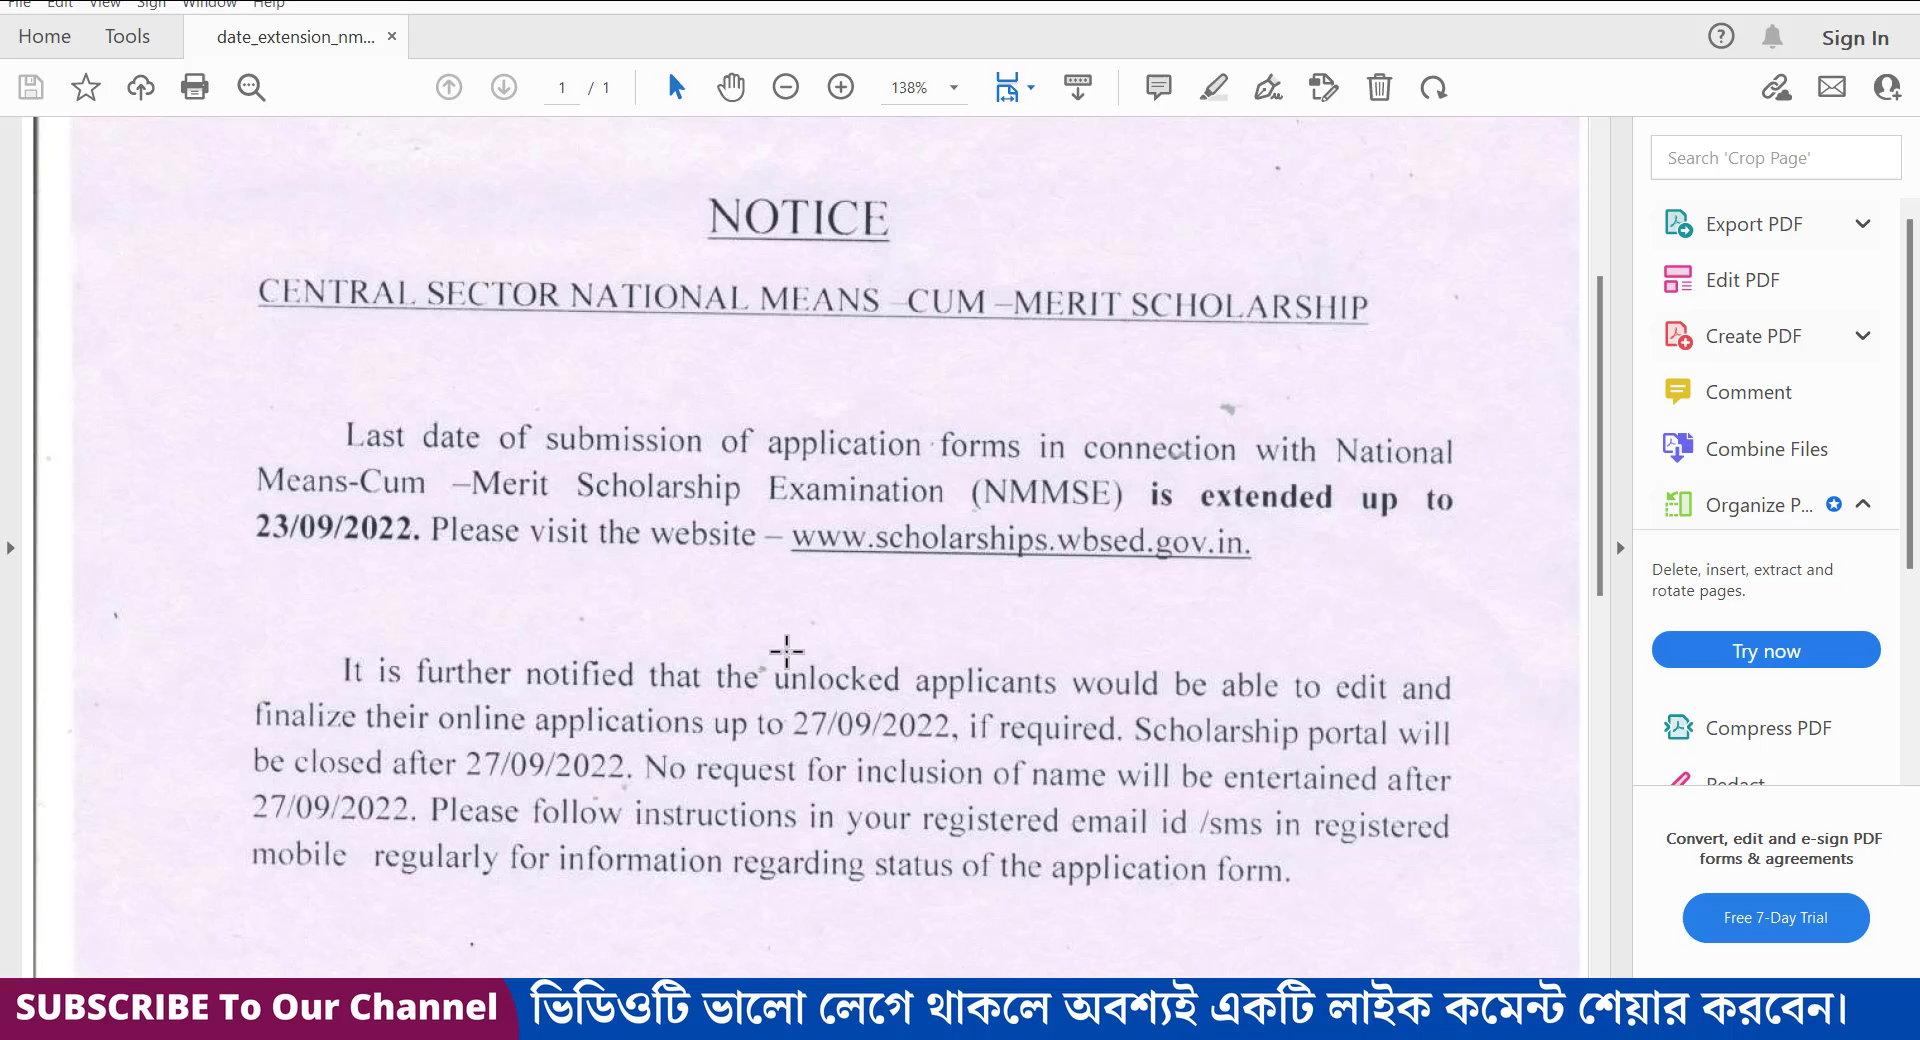 File Edit View Sign Window Help
Home Tools date_extension_nm... × ? Sign In
1 / 1 138%
NOTICE
CENTRAL SECTOR NATIONAL MEANS –CUM –MERIT SCHOLARSHIP
Last date of submission of application forms in connection with National
Means-Cum –Merit Scholarship Examination (NMMSE) is extended up to
23/09/2022. Please visit the website – www.scholarships.wbsed.gov.in.
It is further notified that the unlocked applicants would be able to edit and
finalize their online applications up to 27/09/2022, if required. Scholarship portal will
be closed after 27/09/2022. No request for inclusion of name will be entertained after
27/09/2022. Please follow instructions in your registered email id /sms in registered
mobile regularly for information regarding status of the application form.
Search 'Crop Page'
Export PDF
Edit PDF
Create PDF
Comment
Combine Files
Organize P...
Delete, insert, extract and
rotate pages.
Try now
Compress PDF
Redact
Convert, edit and e-sign PDF
forms & agreements
Free 7-Day Trial
SUBSCRIBE To Our Channel ভিডিওটি ভালো লেগে থাকলে অবশ্যই একটি লাইক কমেন্ট শেয়ার করবেন।